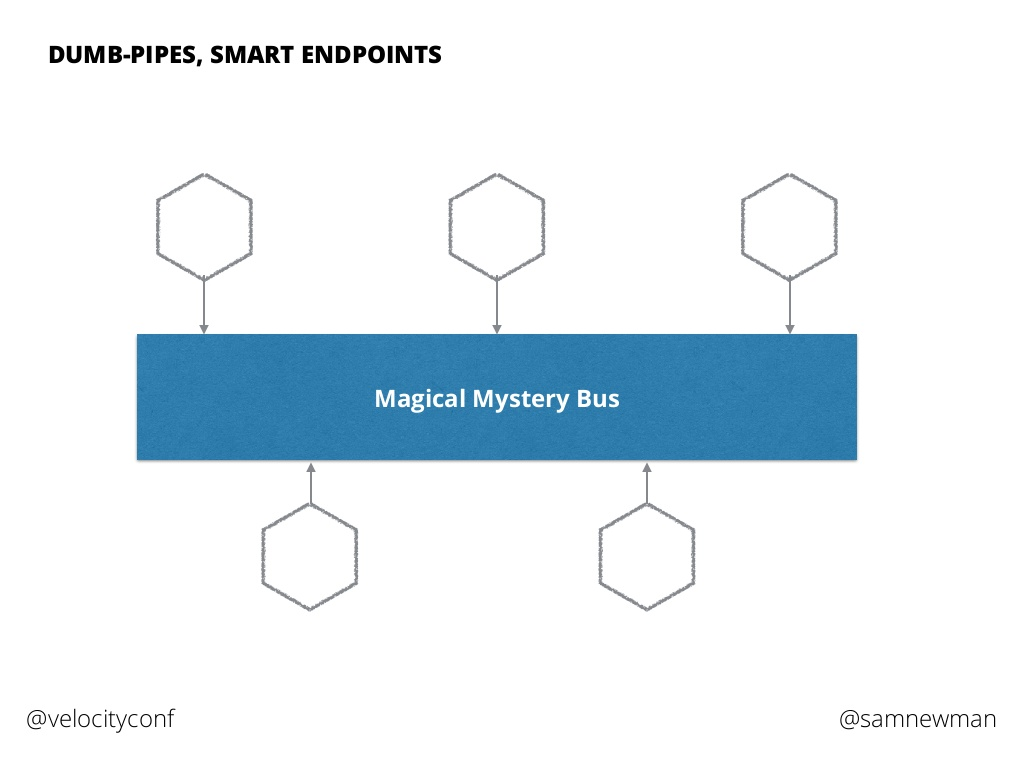 DUMB-PIPES, SMART ENDPOINTS
Magical Mystery Bus
@velocityconf
@samnewman